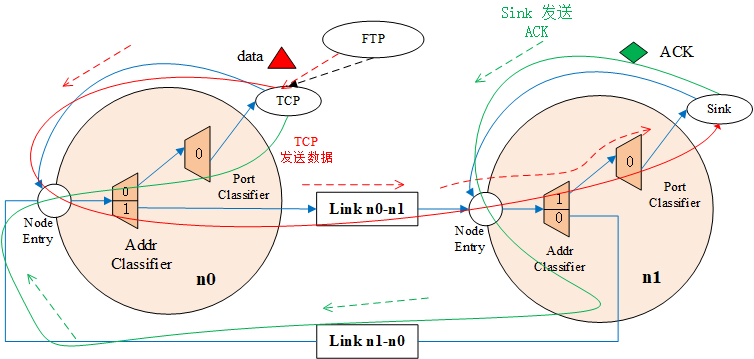 Sink 发送
ACK
FTP
data
ACK
TCP
Sink
TCP
发送数据
0
0
Port
Classifier
0
1
Port
Classifier
Node
Entry
Addr
Classifier
Link n0-n1
Node
Entry
1
0
Addr
Classifier
n0
n1
Link n1-n0